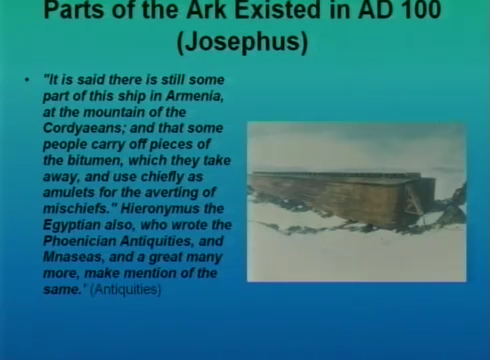 Parts of the Ark Existed in AD 100
(Josephus)
• "It is said there is still some
part of this ship in Armenia,
at the mountain of the
Cordyaeans; and that some
people carry off pieces of
the bitumen, which they take
away, and use chiefly as
amulets for the averting of
mischiefs." Hieronymus the
Egyptian also, who wrote the
Phoenician Antiquities, and
Mnaseas, and a great many
more, make mention of the
same.' (Antiquities)